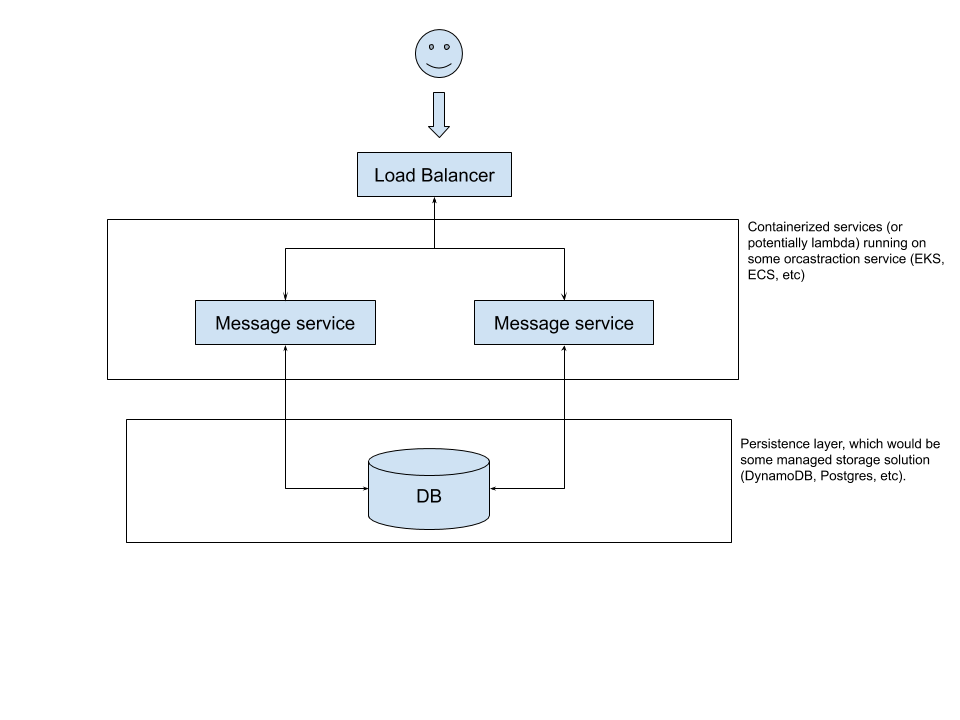 Load Balancer
Containerized services (or
potentially lambda) running on
some orcastraction service (EKS,
ECS, etc)
Message service
Message service
Persistence layer, which would be
some managed storage solution
(DynamoDB, Postgres, etc).
DB